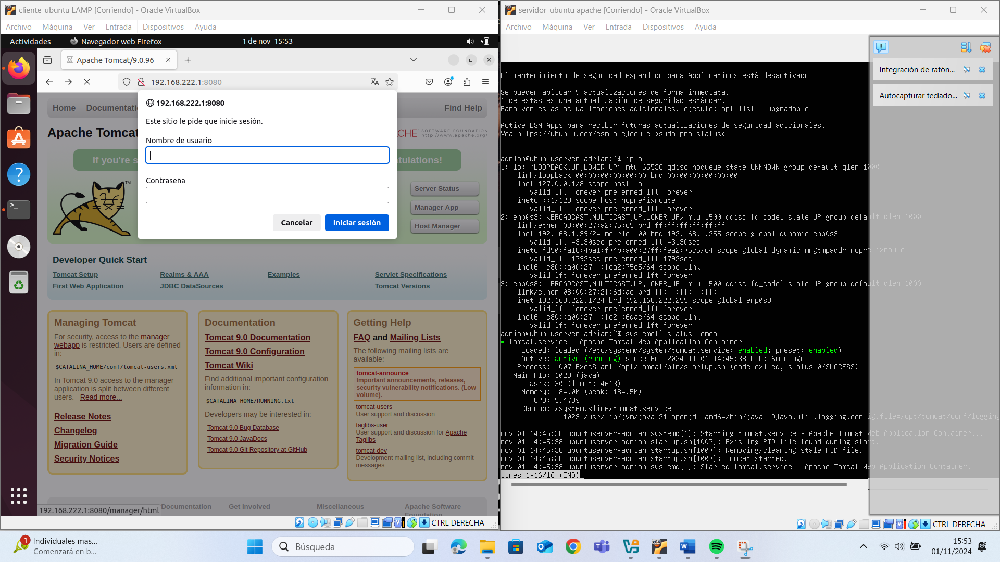 cliente_ubuntu LAMP [Corriendo] - Oracle VirtualBox
Archivo Máquina Ver Entrada Dispositivos Ayuda
Actividades Navegador web Firefox 1 de nov 15:53
Apache Tomcat/9.0.96
192.168.222.1:8080
192.168.222.1:8080
Este sitio le pide que inicie sesión.
Nombre de usuario
Contraseña
Cancelar Iniciar sesión
Home Documentati Find Help
Apache Tomcat
CHE SOFTWARE FOUNDATION
http://www.apache.org/
If you're s tulations!
TM
Server Status
Manager App
Host Manager
Developer Quick Start
Tomcat Setup Realms & AAA Examples Servlet Specifications
First Web Application JDBC DataSources Tomcat Versions
Managing Tomcat
For security, access to the manager
webapp is restricted. Users are defined
in:
$CATALINA_HOME/conf/tomcat-users.xml
In Tomcat 9.0 access to the manager
application is split between different
users. Read more...
Release Notes
Changelog
Migration Guide
Security Notices
Documentation
Tomcat 9.0 Documentation
Tomcat 9.0 Configuration
Tomcat Wiki
Find additional important configuration
information in:
$CATALINA_HOME/RUNNING.txt
Developers may be interested in:
Tomcat 9.0 Bug Database
Tomcat 9.0 JavaDocs
Tomcat 9.0 Git Repository at GitHub
Getting Help
FAQ and Mailing Lists
The following mailing lists are
available:
tomcat-announce
Important announcements, releases,
security vulnerability notifications. (Low
volume).
tomcat-users
User support and discussion
taglibs-user
User support and discussion for Apache
Taglibs
tomcat-dev
Development mailing list, including commit
messages
192.168.222.1:8080/manager/html
Documentation Get Involved Miscellaneous Apache Software
Foundation
CTRL DERECHA
servidor_ubuntu apache [Corriendo] - Oracle VirtualBox
Archivo Máquina Ver Entrada Dispositivos Ayuda
Integración de ratón...
Autocapturar teclado...
El mantenimiento de seguridad expandido para Applications está desactivado
Se pueden aplicar 9 actualizaciones de forma inmediata.
1 de estas es una actualización de seguridad estándar.
Para ver estas actualizaciones adicionales, ejecute: apt list --upgradable
Active ESM Apps para recibir futuras actualizaciones de seguridad adicionales.
Vea https://ubuntu.com/esm o ejecute «sudo pro status»
adrian@ubuntuserver-adrian:~$ ip a
1: lo: <LOOPBACK,UP,LOWER_UP> mtu 65536 qdisc noqueue state UNKNOWN group default qlen 1000
link/loopback 00:00:00:00:00:00 brd 00:00:00:00:00:00
inet 127.0.0.1/8 scope host lo
valid_lft forever preferred_lft forever
inet6 ::1/128 scope host noprefixroute
valid_lft forever preferred_lft forever
2: enp0s3: <BROADCAST,MULTICAST,UP,LOWER_UP> mtu 1500 qdisc fq_codel state UP group default qlen 1000
link/ether 08:00:27:a2:75:c5 brd ff:ff:ff:ff:ff:ff
inet 192.168.1.39/24 metric 100 brd 192.168.1.255 scope global dynamic enp0s3
valid_lft 43130sec preferred_lft 43130sec
inet6 fd50:fa18:4ba1:f74b:a00:27ff:fea2:75c5/64 scope global dynamic mngtmpaddr noprefixroute
valid_lft 1792sec preferred_lft 1792sec
inet6 fe80::a00:27ff:fea2:75c5/64 scope link
valid_lft forever preferred_lft forever
3: enp0s8: <BROADCAST,MULTICAST,UP,LOWER_UP> mtu 1500 qdisc fq_codel state UP group default qlen 1000
link/ether 08:00:27:2f:6d:ae brd ff:ff:ff:ff:ff:ff
inet 192.168.222.1/24 brd 192.168.222.255 scope global enp0s8
valid_lft forever preferred_lft forever
inet6 fe80::a00:27ff:fe2f:6dae/64 scope link
valid_lft forever preferred_lft forever
adrian@ubuntuserver-adrian:~$ systemctl status tomcat
● tomcat.service - Apache Tomcat Web Application Container
Loaded: loaded (/etc/systemd/system/tomcat.service; enabled; preset: enabled)
Active: active (running) since Fri 2024-11-01 14:45:38 UTC; 6min ago
Process: 1007 ExecStart=/opt/tomcat/bin/startup.sh (code=exited, status=0/SUCCESS)
Main PID: 1023 (java)
Tasks: 30 (limit: 4613)
Memory: 184.0M (peak: 184.5M)
CPU: 5.479s
CGroup: /system.slice/tomcat.service
└─1023 /usr/lib/jvm/java-21-openjdk-amd64/bin/java -Djava.util.logging.config.file=/opt/tomcat/conf/logging
nov 01 14:45:38 ubuntuserver-adrian systemd[1]: Starting tomcat.service - Apache Tomcat Web Application Container...
nov 01 14:45:38 ubuntuserver-adrian startup.sh[1007]: Existing PID file found during start.
nov 01 14:45:38 ubuntuserver-adrian startup.sh[1007]: Removing/clearing stale PID file.
nov 01 14:45:38 ubuntuserver-adrian startup.sh[1007]: Tomcat started.
nov 01 14:45:38 ubuntuserver-adrian systemd[1]: Started tomcat.service - Apache Tomcat Web Application Container.
lines 1-16/16 (END)
CTRL DERECHA
1 Individuales mas...
Comenzará en b...
Búsqueda
15:53
01/11/2024